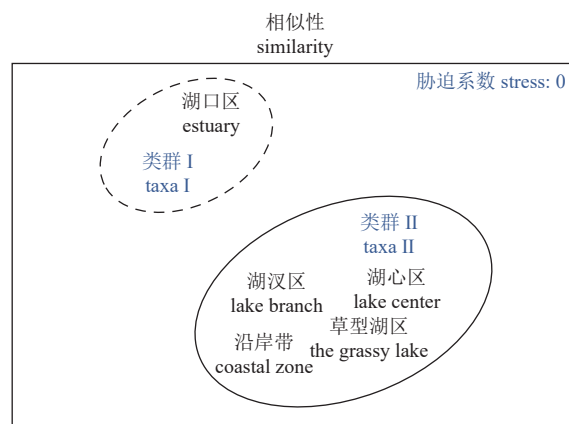 相似性
similarity
胁迫系数 stress: 0
湖口区
estuary
类群 I
taxa I
类群 II
taxa II
湖汊区
lake branch
湖心区
lake center
沿岸带
coastal zone
草型湖区
the grassy lake